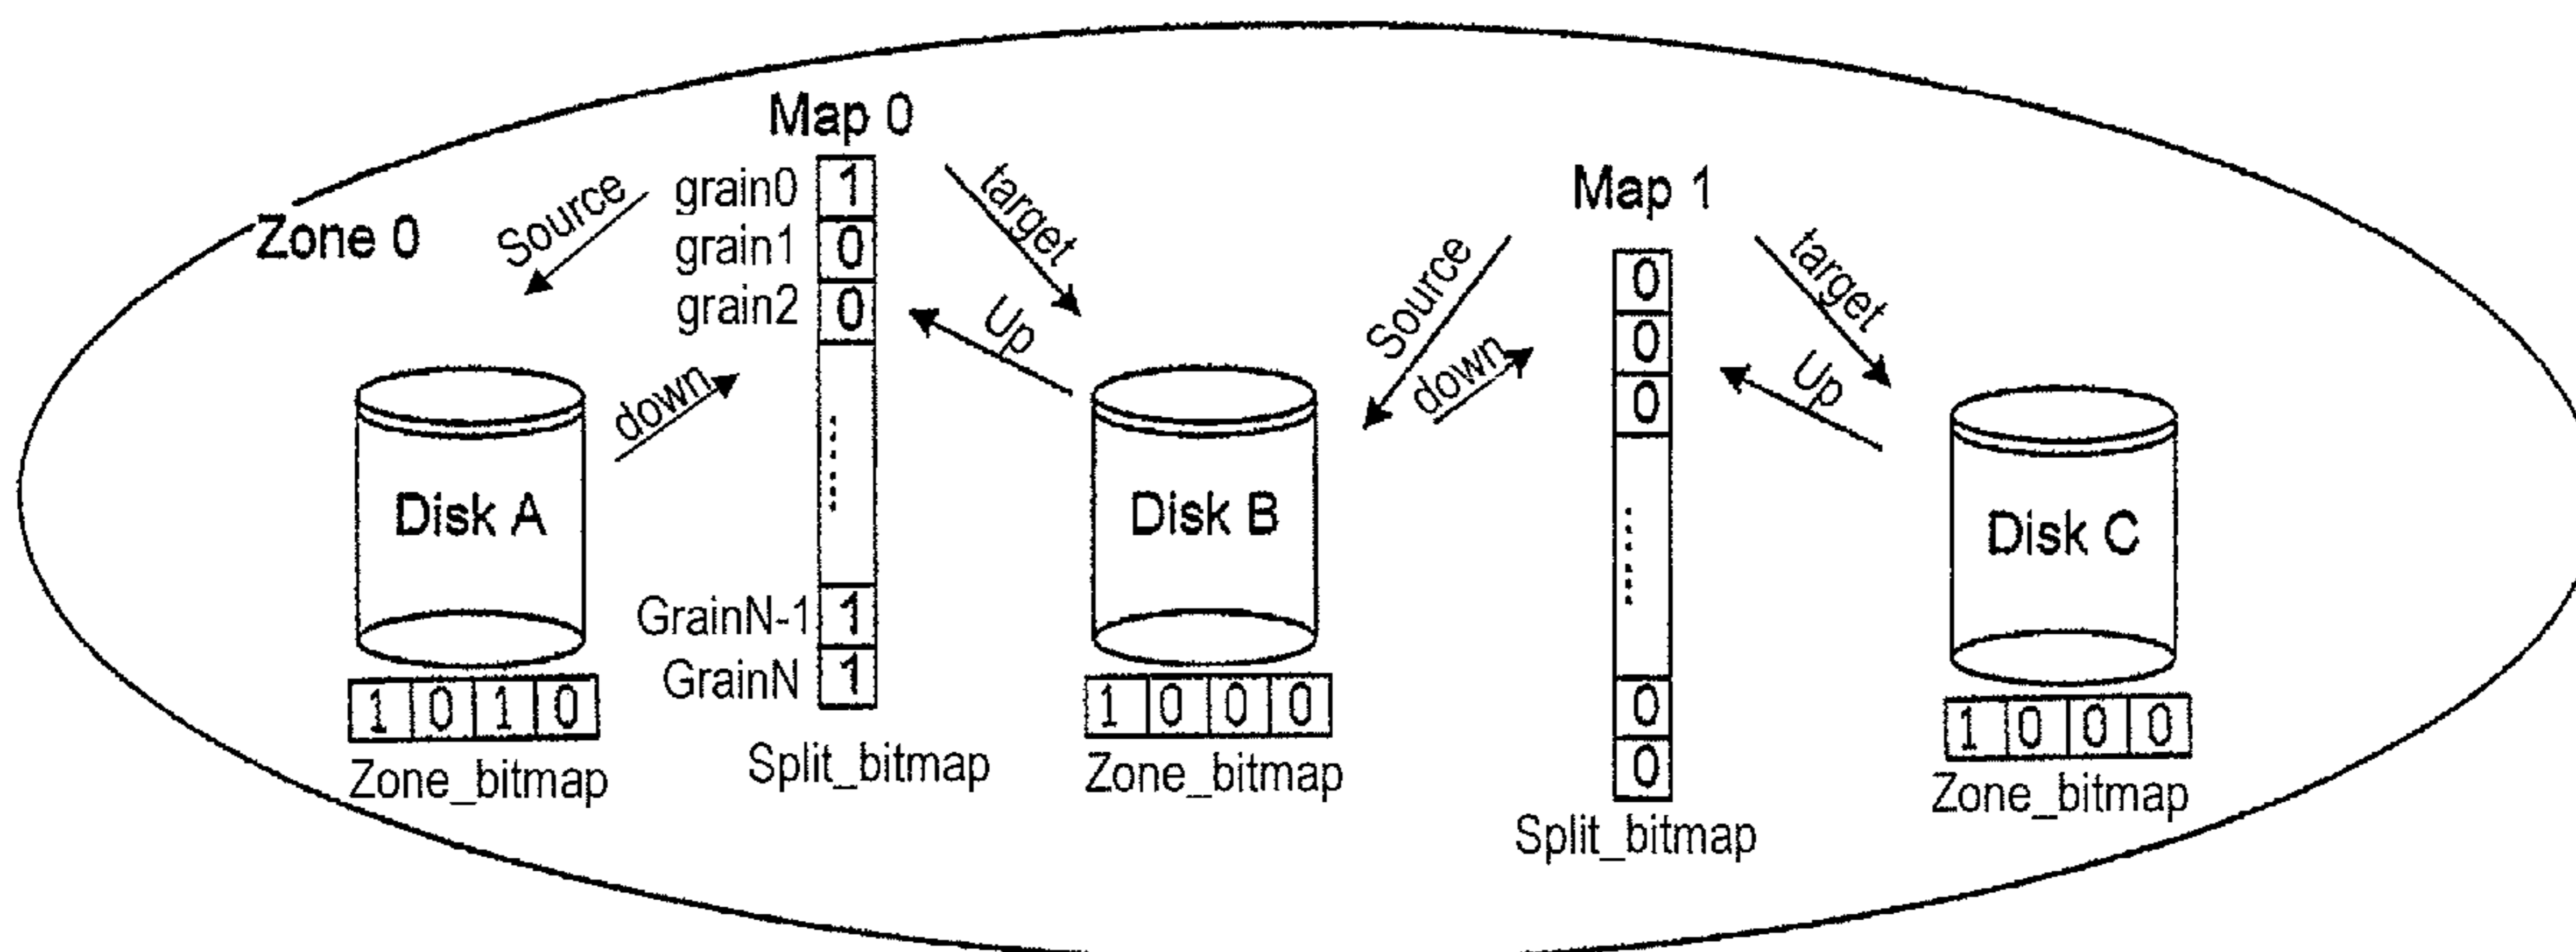 Zone 0
Map 0
grain0 1
grain1 0
grain2 0
GrainN-1 1
GrainN 1
Split_bitmap
Source
target
down
Up
Disk A
1 0 1 0
Zone_bitmap
Disk B
1 0 0 0
Zone_bitmap
Map 1
0
0
0
0
0
Split_bitmap
Source
target
down
Up
Disk C
1 0 0 0
Zone_bitmap